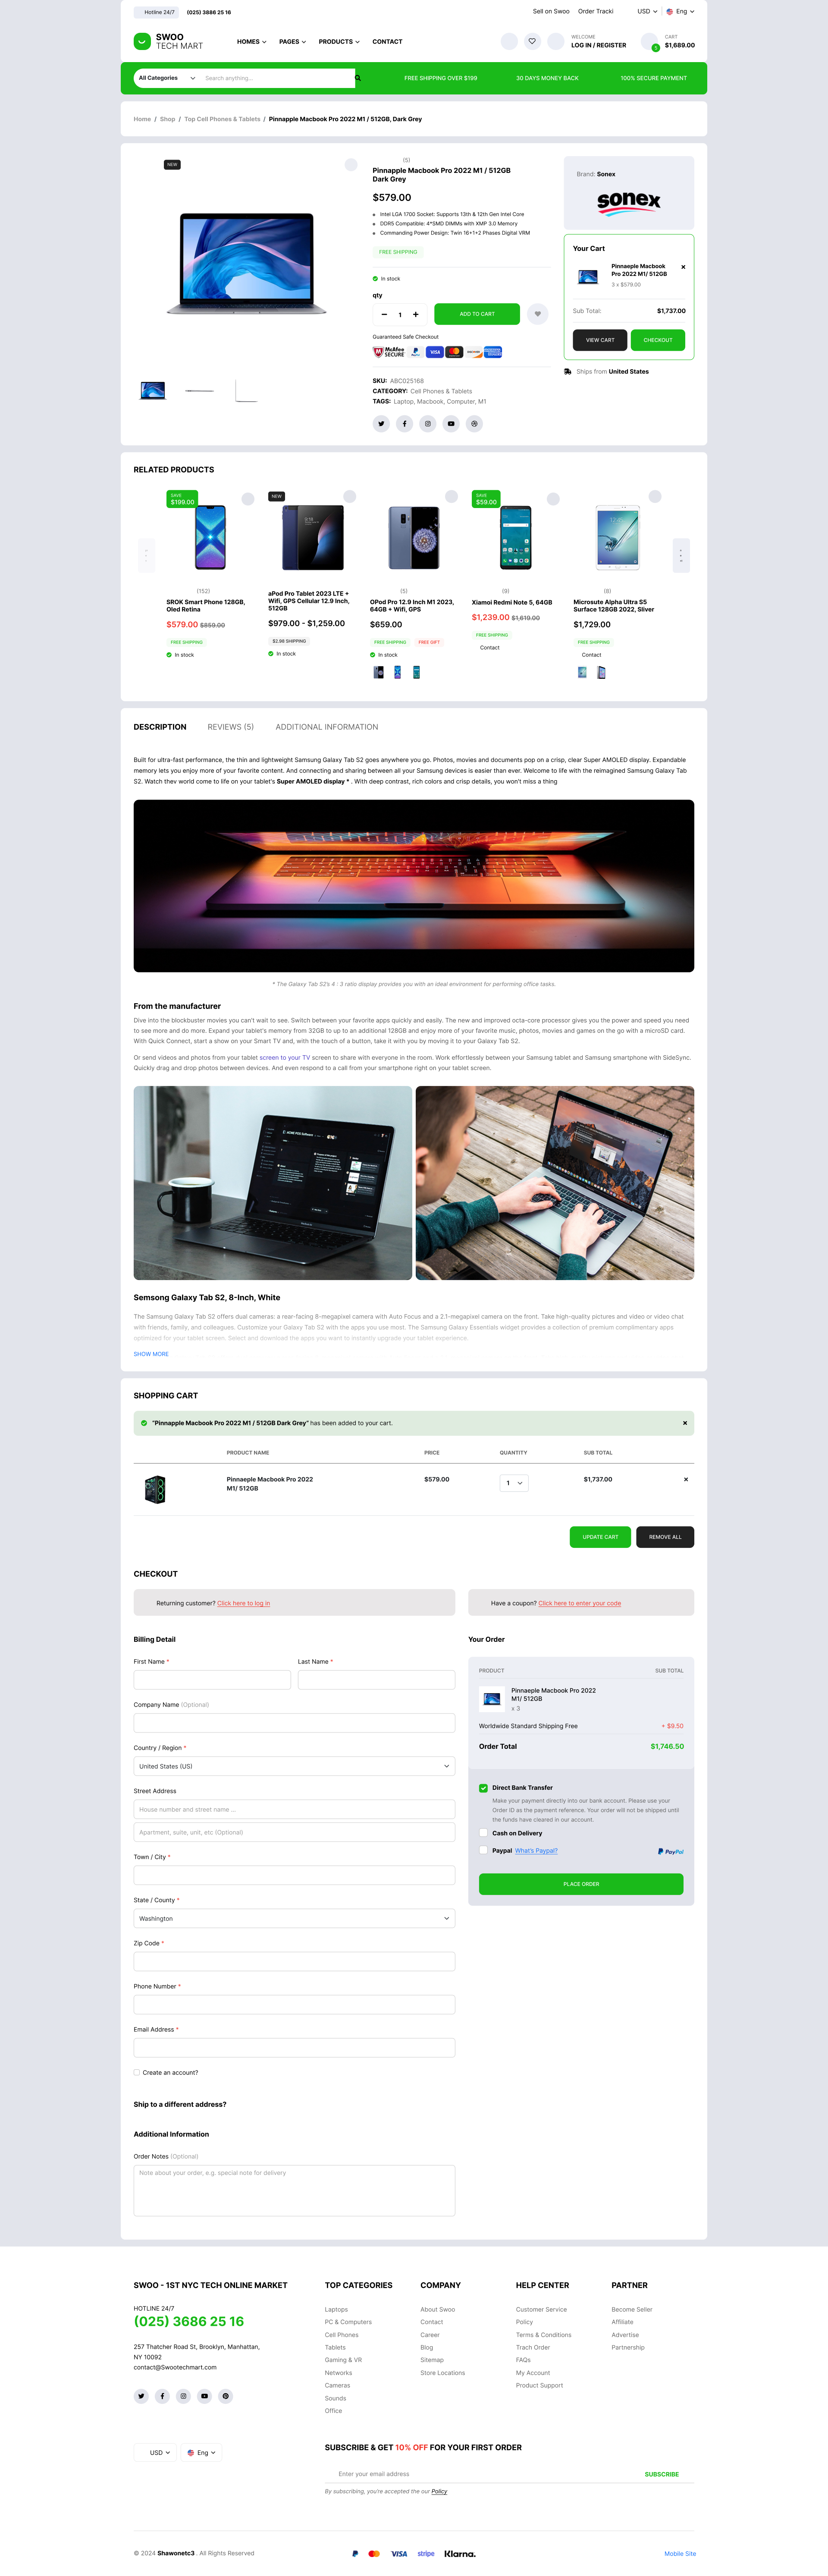 Hotline 24/7 (025) 3886 25 16 Sell on Swoo Order Tracki USD Eng
SWOO
TECH MART
HOMES PAGES PRODUCTS CONTACT
WELCOME
LOG IN / REGISTER
5
CART
$1,689.00
All Categories Search anything... FREE SHIPPING OVER $199 30 DAYS MONEY BACK 100% SECURE PAYMENT
Home / Shop / Top Cell Phones & Tablets / Pinnapple Macbook Pro 2022 M1 / 512GB, Dark Grey
NEW
(5)
Pinnapple Macbook Pro 2022 M1 / 512GB
Dark Grey
$579.00
Intel LGA 1700 Socket: Supports 13th & 12th Gen Intel Core
DDR5 Compatible: 4*SMD DIMMs with XMP 3.0 Memory
Commanding Power Design: Twin 16+1+2 Phases Digital VRM
FREE SHIPPING
In stock
qty
1
ADD TO CART
Guaranteed Safe Checkout
McAfee SECURE PayPal VISA mastercard DISCOVER AMERICAN EXPRESS
SKU: ABC025168
CATEGORY: Cell Phones & Tablets
TAGS: Laptop, Macbook, Computer, M1
Brand: Sonex
sonex
Your Cart
Pinnaeple Macbook
Pro 2022 M1/ 512GB
3 x $579.00
Sub Total: $1,737.00
VIEW CART CHECKOUT
Ships from United States
RELATED PRODUCTS
SAVE
$199.00
(152)
SROK Smart Phone 128GB,
Oled Retina
$579.00 $859.00
FREE SHIPPING
In stock
NEW
aPod Pro Tablet 2023 LTE +
Wifi, GPS Cellular 12.9 Inch,
512GB
$979.00 - $1,259.00
$2.98 SHIPPING
In stock
(5)
OPod Pro 12.9 Inch M1 2023,
64GB + Wifi, GPS
$659.00
FREE SHIPPING FREE GIFT
In stock
SAVE
$59.00
(9)
Xiamoi Redmi Note 5, 64GB
$1,239.00 $1,619.00
FREE SHIPPING
Contact
(8)
Microsute Alpha Ultra S5
Surface 128GB 2022, Sliver
$1,729.00
FREE SHIPPING
Contact
DESCRIPTION REVIEWS (5) ADDITIONAL INFORMATION
Built for ultra-fast performance, the thin and lightweight Samsung Galaxy Tab S2 goes anywhere you go. Photos, movies and documents pop on a crisp, clear Super AMOLED display. Expandable
memory lets you enjoy more of your favorite content. And connecting and sharing between all your Samsung devices is easier than ever. Welcome to life with the reimagined Samsung Galaxy Tab
S2. Watch thev world come to life on your tablet's Super AMOLED display * . With deep contrast, rich colors and crisp details, you won't miss a thing
* The Galaxy Tab S2's 4 : 3 ratio display provides you with an ideal environment for performing office tasks.
From the manufacturer
Dive into the blockbuster movies you can't wait to see. Switch between your favorite apps quickly and easily. The new and improved octa-core processor gives you the power and speed you need
to see more and do more. Expand your tablet's memory from 32GB to up to an additional 128GB and enjoy more of your favorite music, photos, movies and games on the go with a microSD card.
With Quick Connect, start a show on your Smart TV and, with the touch of a button, take it with you by moving it to your Galaxy Tab S2.
Or send videos and photos from your tablet screen to your TV screen to share with everyone in the room. Work effortlessly between your Samsung tablet and Samsung smartphone with SideSync.
Quickly drag and drop photos between devices. And even respond to a call from your smartphone right on your tablet screen.
Semsong Galaxy Tab S2, 8-Inch, White
The Samsung Galaxy Tab S2 offers dual cameras: a rear-facing 8-megapixel camera with Auto Focus and a 2.1-megapixel camera on the front. Take high-quality pictures and video or video chat
with friends, family, and colleagues. Customize your Galaxy Tab S2 with the apps you use most. The Samsung Galaxy Essentials widget provides a collection of premium complimentary apps
optimized for your tablet screen. Select and download the apps you want to instantly upgrade your tablet experience.
SHOW MORE
SHOPPING CART
"Pinnapple Macbook Pro 2022 M1 / 512GB Dark Grey" has been added to your cart.
PRODUCT NAME PRICE QUANTITY SUB TOTAL
Pinnaeple Macbook Pro 2022
M1/ 512GB
$579.00 1 $1,737.00
UPDATE CART REMOVE ALL
CHECKOUT
Returning customer? Click here to log in
Have a coupon? Click here to enter your code
Billing Detail
First Name * Last Name *
Company Name (Optional)
Country / Region *
United States (US)
Street Address
House number and street name ...
Apartment, suite, unit, etc (Optional)
Town / City *
State / County *
Washington
Zip Code *
Phone Number *
Email Address *
Create an account?
Ship to a different address?
Additional Information
Order Notes (Optional)
Note about your order, e.g. special note for delivery
Your Order
PRODUCT SUB TOTAL
Pinnaeple Macbook Pro 2022
M1/ 512GB
x 3
Worldwide Standard Shipping Free + $9.50
Order Total $1,746.50
Direct Bank Transfer
Make your payment directly into our bank account. Please use your
Order ID as the payment reference. Your order will not be shipped until
the funds have cleared in our account.
Cash on Delivery
Paypal What's Paypal? PayPal
PLACE ORDER
SWOO - 1ST NYC TECH ONLINE MARKET
HOTLINE 24/7
(025) 3686 25 16
257 Thatcher Road St, Brooklyn, Manhattan,
NY 10092
contact@Swootechmart.com
USD Eng
TOP CATEGORIES
Laptops
PC & Computers
Cell Phones
Tablets
Gaming & VR
Networks
Cameras
Sounds
Office
COMPANY
About Swoo
Contact
Career
Blog
Sitemap
Store Locations
HELP CENTER
Customer Service
Policy
Terms & Conditions
Trach Order
FAQs
My Account
Product Support
PARTNER
Become Seller
Affiliate
Advertise
Partnership
SUBSCRIBE & GET 10% OFF FOR YOUR FIRST ORDER
Enter your email address SUBSCRIBE
By subscribing, you're accepted the our Policy
© 2024 Shawonetc3 . All Rights Reserved
VISA stripe Klarna.
Mobile Site